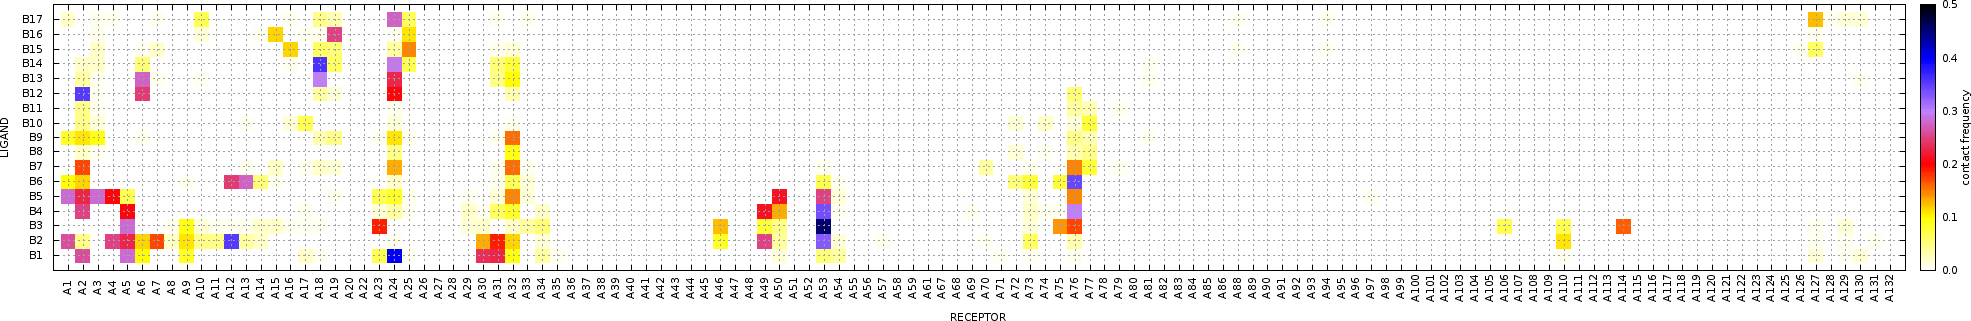 B17
B16
B15
B14
B13
B12
B11
B10
B9
B8
B7
B6
B5
B4
B3
B2
B1
LIGAND
A1 A2 A3 A4 A5 A6 A7 A8 A9 A10 A11 A12 A13 A14 A15 A16 A17 A18 A19 A20 A22 A23 A24 A25 A26 A27 A28 A29 A30 A31 A32 A33 A34 A35 A36 A37 A38 A39 A40 A41 A42 A43 A44 A45 A46 A47 A48 A49 A50 A51 A52 A53 A54 A55 A56 A57 A58 A59 A61 A67 A68 A69 A70 A71 A72 A73 A74 A75 A76 A77 A78 A79 A80 A81 A82 A83 A84 A85 A86 A88 A89 A90 A91 A92 A93 A94 A95 A96 A97 A98 A99 A100 A101 A102 A103 A104 A105 A106 A107 A108 A109 A110 A111 A112 A113 A114 A115 A116 A117 A118 A119 A120 A121 A122 A123 A124 A125 A126 A127 A128 A129 A130 A131 A132
RECEPTOR
0.5
0.4
0.3
0.2
0.1
0.0
contact frequency